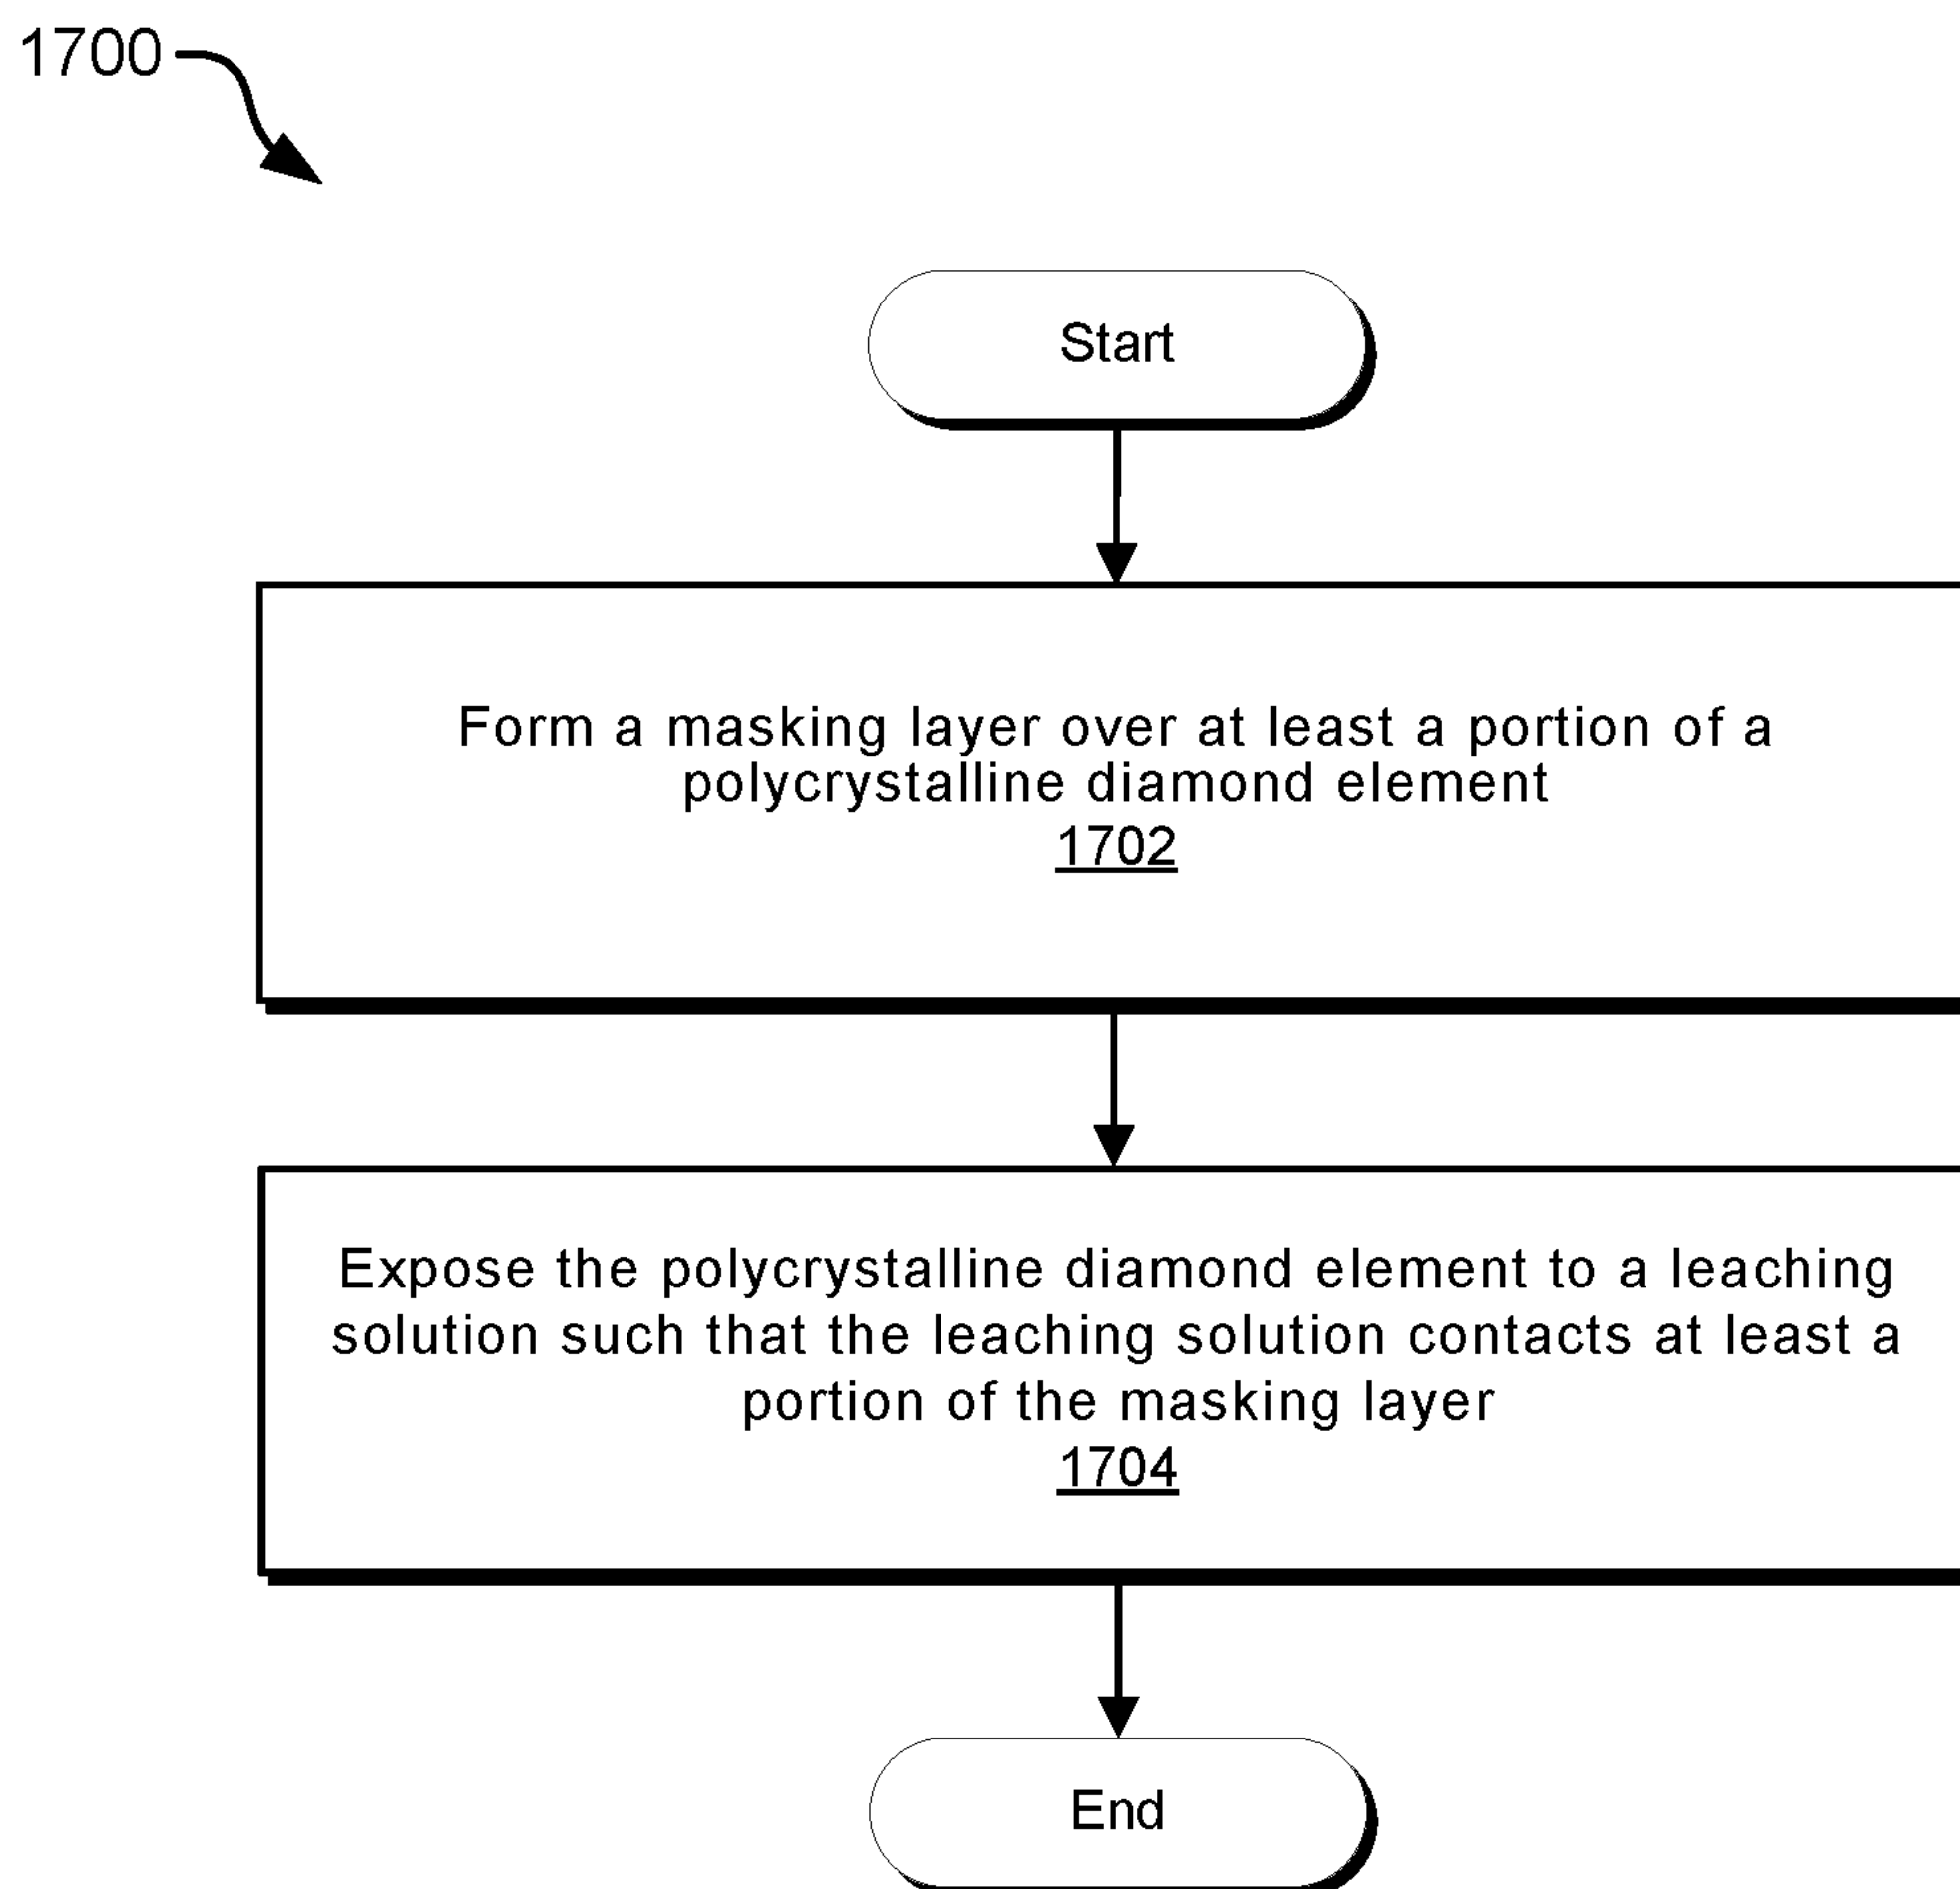 1700
Start
Form a masking layer over at least a portion of a
polycrystalline diamond element
1702
Expose the polycrystalline diamond element to a leaching
solution such that the leaching solution contacts at least a
portion of the masking layer
1704
End